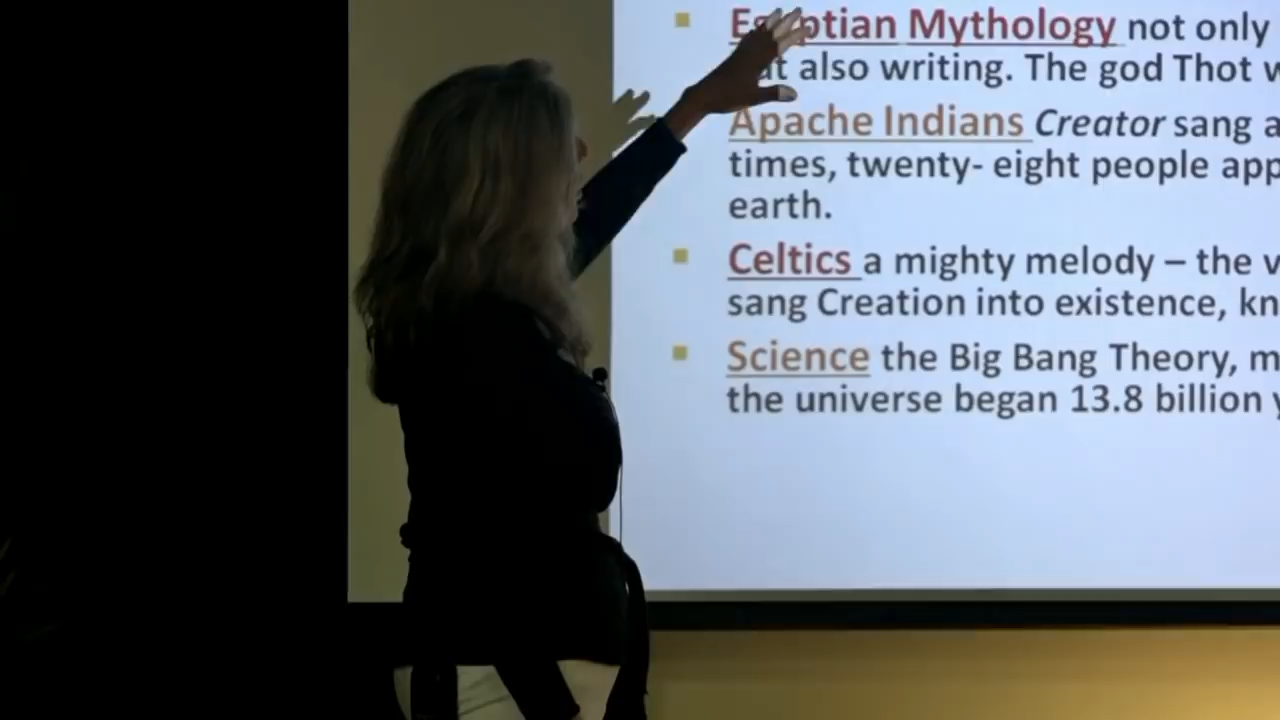 Egyptian Mythology not only
also writing. The god Thot
Apache Indians Creator sang a
times, twenty- eight people app
earth.
Celtics a mighty melody – the
sang Creation into existence, kn
Science the Big Bang Theory, m
the universe began 13.8 billion